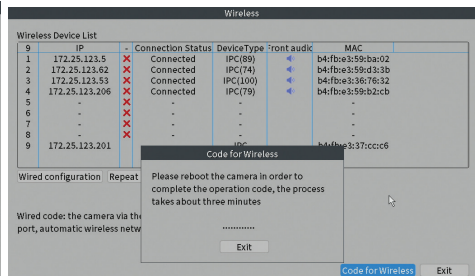 Wireless
Wireless Device List
9 IP - Connection Status DeviceType Front audio MAC
1 172.25.123.5 Connected IPC(89) b4:fb:e3:59:ba:02
2 172.25.123.62 Connected IPC(74) b4:fb:e3:59:d3:3b
3 172.25.123.53 Connected IPC(100) b4:fb:e3:36:76:32
4 172.25.123.206 Connected IPC(79) b4:fb:e3:59:b2:cb
5 - - -
6 - - -
7 - - -
8 - - -
9 172.25.123.201 IPC b4:fb:e3:37:cc:c6
Code for Wireless
Wired configuration Repeat
Please reboot the camera in order to
complete the operation code, the process
takes about three minutes
............
Wired code: the camera via the
port, automatic wireless netw
Exit
Code for Wireless Exit